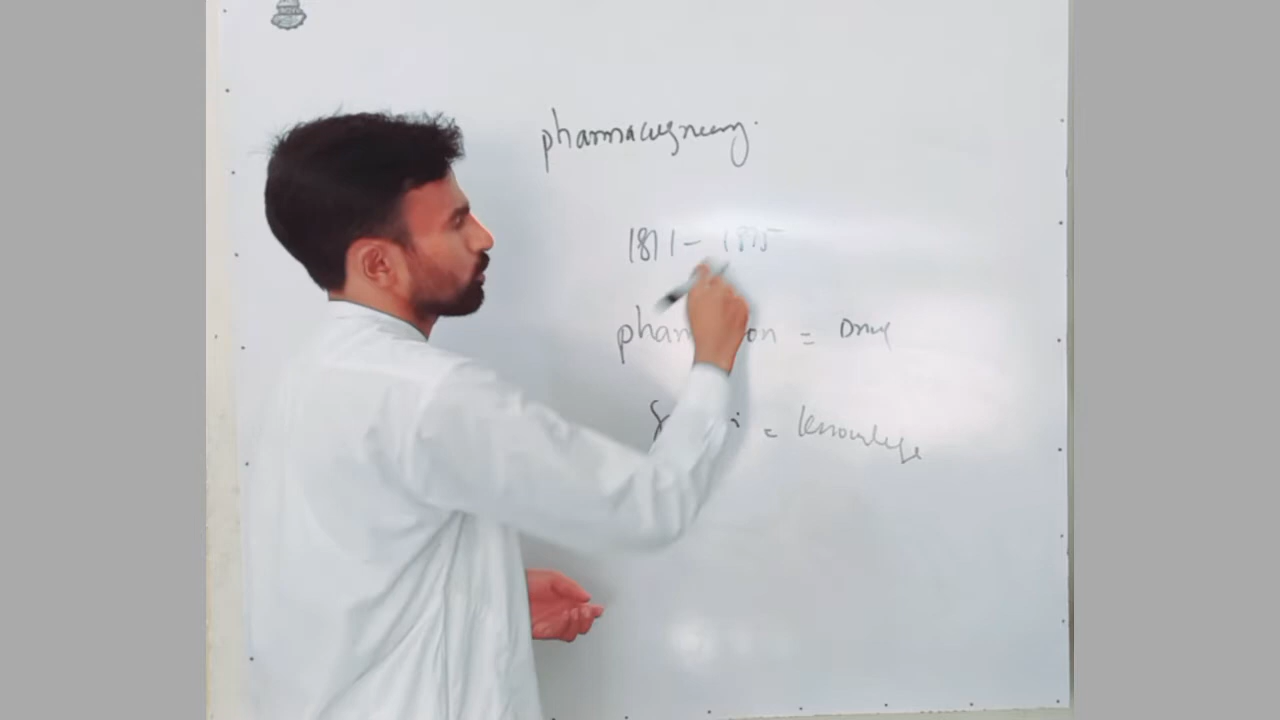 pharmacognosy.
1811 - 1815
= Drug
= knowledge